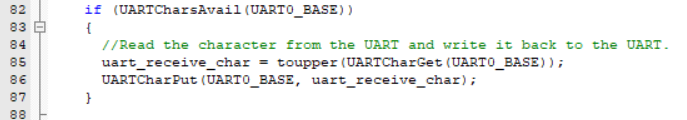 82 if (UARTCharsAvail(UART0_BASE))
83 {
84 //Read the character from the UART and write it back to the UART.
85 uart_receive_char = toupper(UARTCharGet(UART0_BASE));
86 UARTCharPut(UART0_BASE, uart_receive_char);
87 }
88